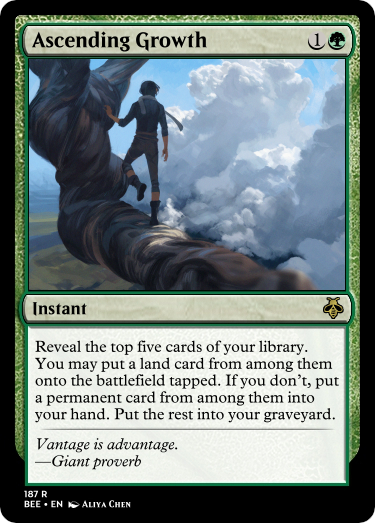 Ascending Growth 1
Instant
Reveal the top five cards of your library.
You may put a land card from among them
onto the battlefield tapped. If you don't, put
a permanent card from among them into
your hand. Put the rest into your graveyard.
Vantage is advantage.
—Giant proverb
187 R
BEE • EN Aliya Chen